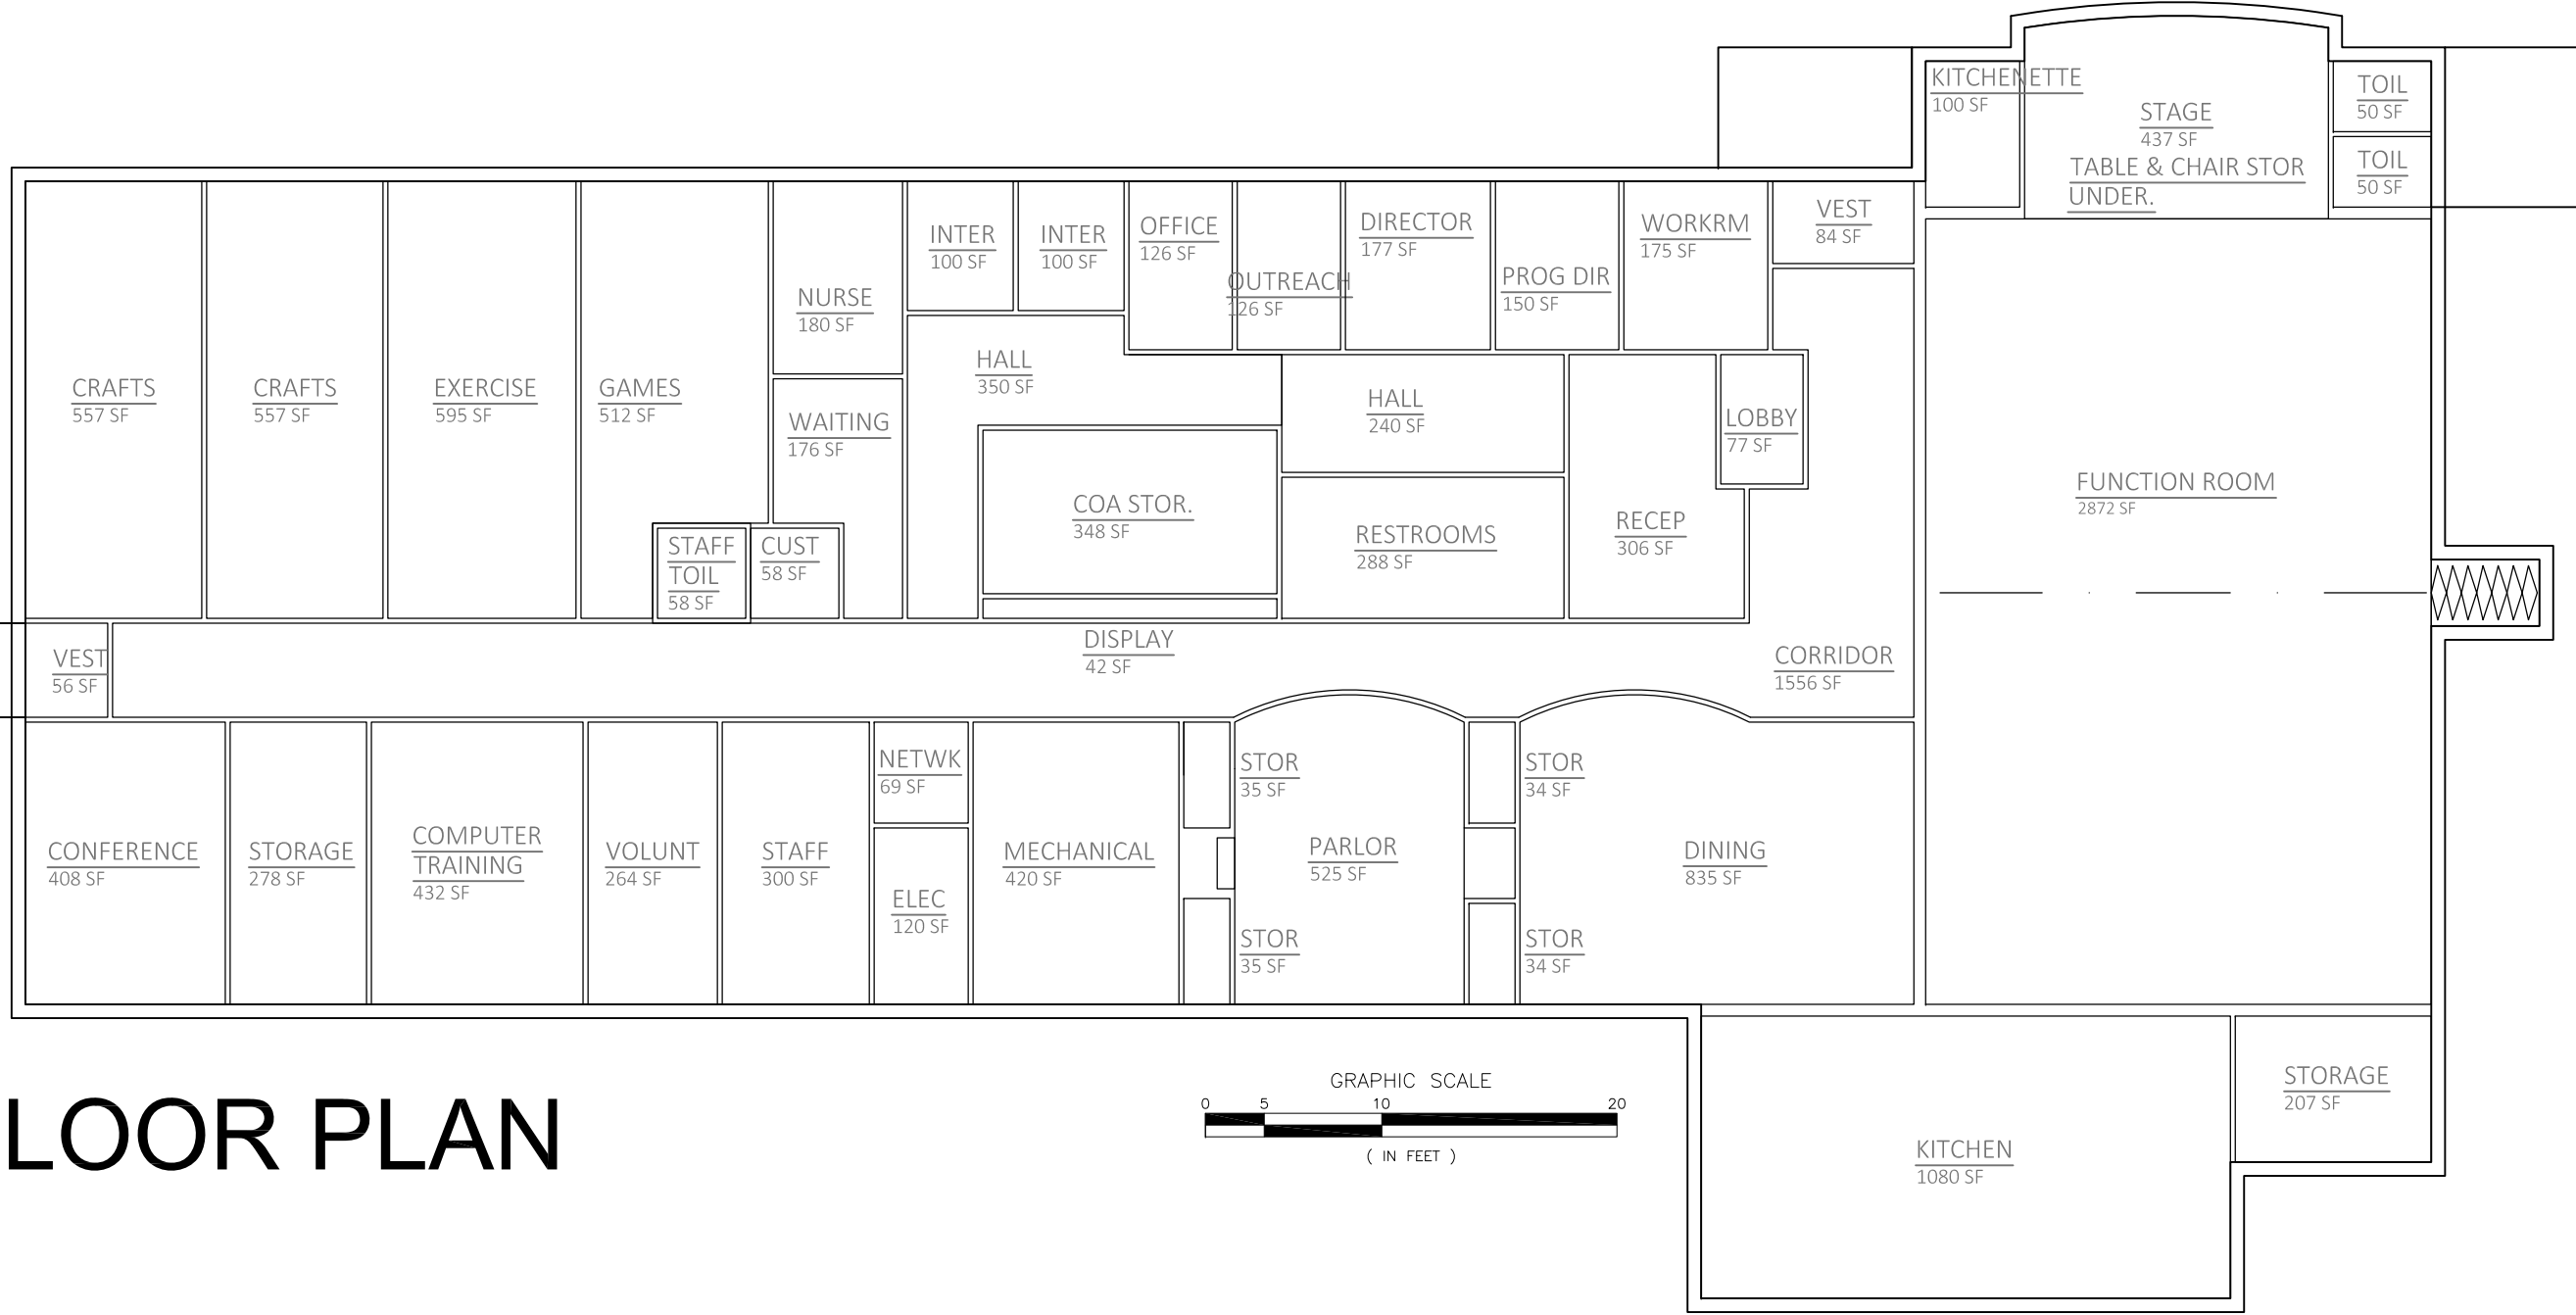 KITCHENETTE
100 SF
STAGE
437 SF
TABLE & CHAIR STOR
UNDER.
TOIL
50 SF
TOIL
50 SF
INTER
100 SF
INTER
100 SF
OFFICE
126 SF
OUTREACH
126 SF
DIRECTOR
177 SF
PROG DIR
150 SF
WORKRM
175 SF
VEST
84 SF
NURSE
180 SF
CRAFTS
557 SF
CRAFTS
557 SF
EXERCISE
595 SF
GAMES
512 SF
WAITING
176 SF
HALL
350 SF
HALL
240 SF
LOBBY
77 SF
FUNCTION ROOM
2872 SF
COA STOR.
348 SF
RESTROOMS
288 SF
RECEP
306 SF
STAFF
TOIL
58 SF
CUST
58 SF
VEST
56 SF
DISPLAY
42 SF
CORRIDOR
1556 SF
CONFERENCE
408 SF
STORAGE
278 SF
COMPUTER
TRAINING
432 SF
VOLUNT
264 SF
STAFF
300 SF
NETWK
69 SF
ELEC
120 SF
MECHANICAL
420 SF
STOR
35 SF
STOR
35 SF
PARLOR
525 SF
STOR
34 SF
STOR
34 SF
DINING
835 SF
STORAGE
207 SF
KITCHEN
1080 SF
LOOR PLAN
GRAPHIC SCALE
0 5 10 20
( IN FEET )